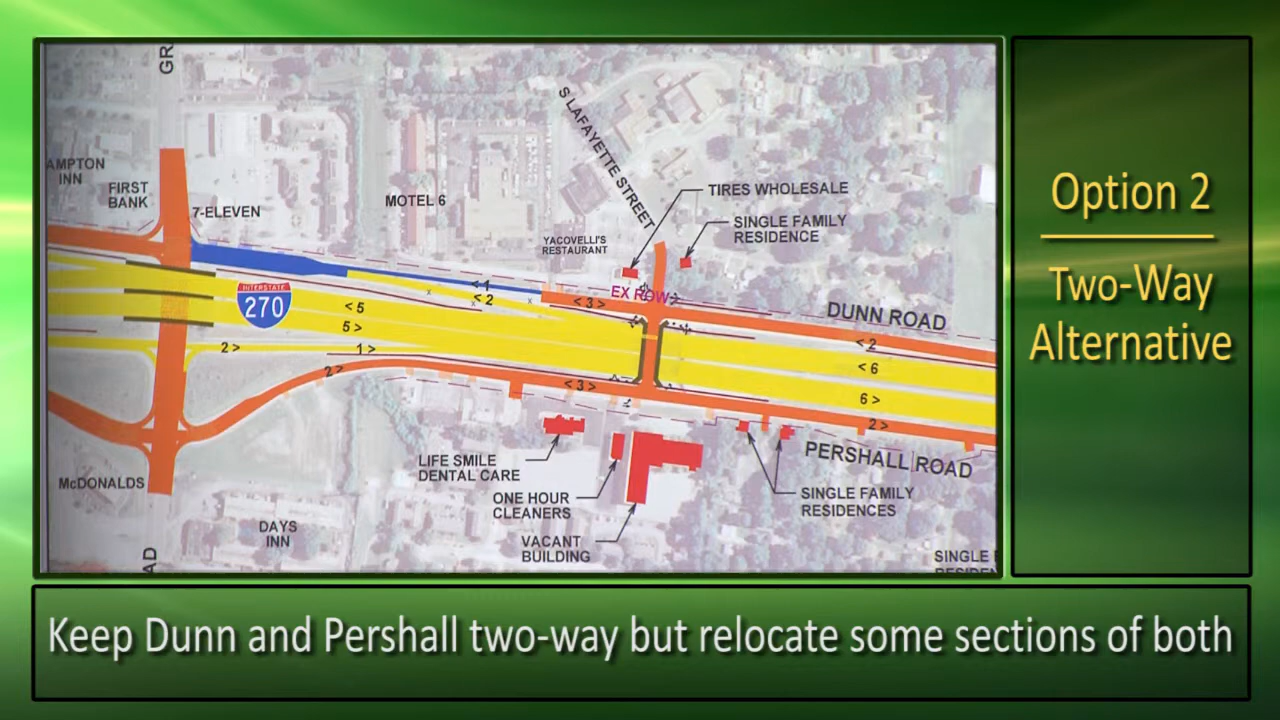 GR
AMPTON
INN
FIRST
BANK
7-ELEVEN
MOTEL 6
S LAFAYETTE STREET
YACOVELLI'S
RESTAURANT
TIRES WHOLESALE
SINGLE FAMILY
RESIDENCE
EX ROW
INTERSTATE
270
< 1
< 2
< 5
5 >
2 >
1 >
2 >
< 3 >
< 3 >
DUNN ROAD
< 2
< 6
6 >
2 >
PERSHALL ROAD
LIFE SMILE
DENTAL CARE
ONE HOUR
CLEANERS
VACANT
BUILDING
SINGLE FAMILY
RESIDENCES
McDONALDS
DAYS
INN
AD
SINGLE F
RESIDEN
Option 2
Two-Way
Alternative
Keep Dunn and Pershall two-way but relocate some sections of both